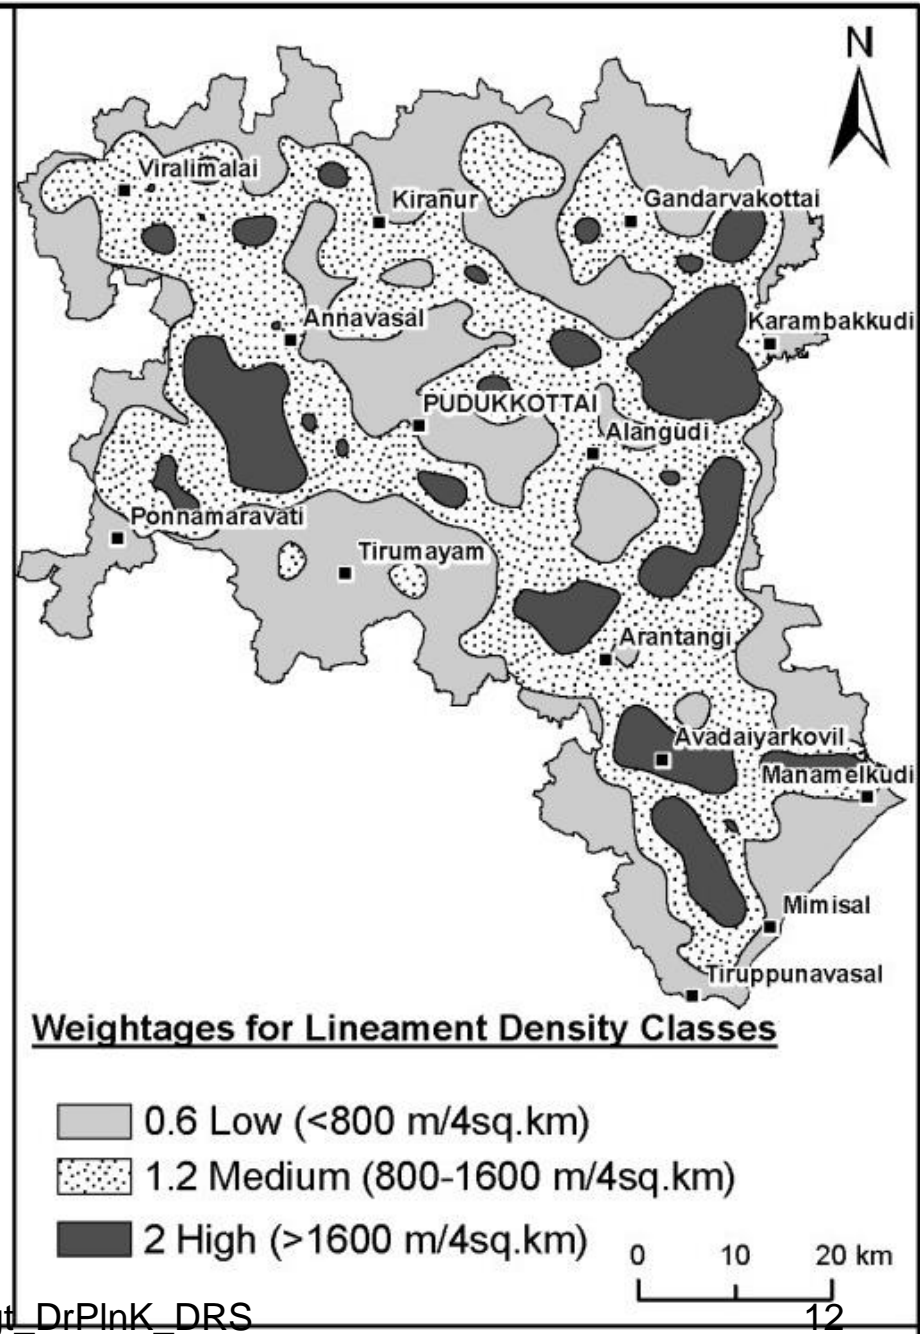 N
Viralimalai
Kiranur
Gandarvakottai
Annavasal
Karambakkudi
PUDUKKOTTAI
Alangudi
Ponnamaravati
Tirumayam
Arantangi
Avadaiyarkovil
Manamelkudi
Mimisal
Tiruppunavasal
Weightages for Lineament Density Classes
0.6 Low (<800 m/4sq.km)
1.2 Medium (800-1600 m/4sq.km)
2 High (>1600 m/4sq.km)
0 10 20 km
_DrPlnK_DRS 12